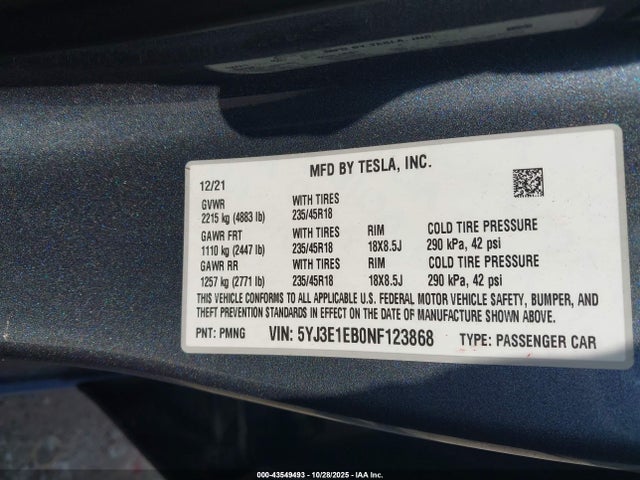 MFD BY TESLA, INC.
MFD BY TESLA, INC.
12/21
GVWR WITH TIRES
2215 kg (4883 lb) 235/45R18
GAWR FRT WITH TIRES RIM COLD TIRE PRESSURE
1110 kg (2447 lb) 235/45R18 18X8.5J 290 kPa, 42 psi
GAWR RR WITH TIRES RIM COLD TIRE PRESSURE
1257 kg (2771 lb) 235/45R18 18X8.5J 290 kPa, 42 psi
THIS VEHICLE CONFORMS TO ALL APPLICABLE U.S. FEDERAL MOTOR VEHICLE SAFETY, BUMPER, AND
THEFT PREVENTION STANDARDS IN EFFECT ON THE DATE OF MANUFACTURE SHOWN ABOVE.
PNT: PMNG VIN: 5YJ3E1EB0NF123868 TYPE: PASSENGER CAR
000-43549493 - 10/28/2025 - IAA Inc.